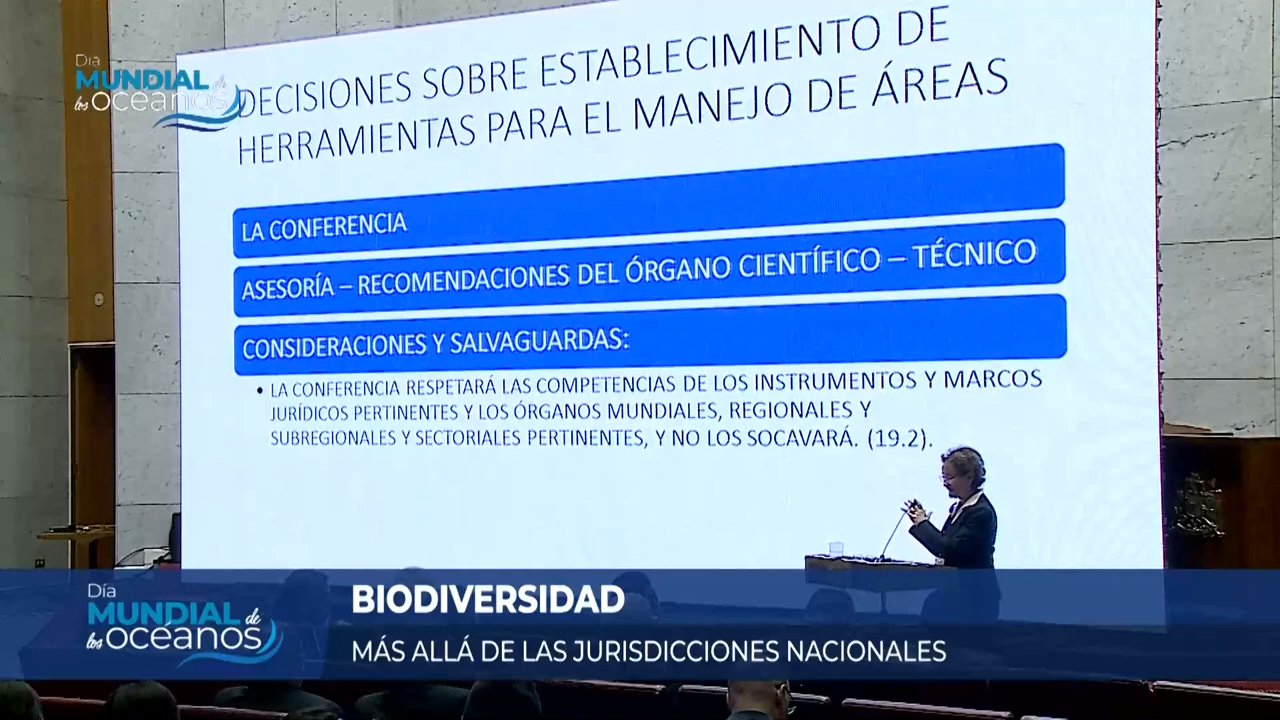 Día
MUNDIAL de
los océanos
DECISIONES SOBRE ESTABLECIMIENTO DE
HERRAMIENTAS PARA EL MANEJO DE ÁREAS
LA CONFERENCIA
ASESORÍA – RECOMENDACIONES DEL ÓRGANO CIENTÍFICO – TÉCNICO
CONSIDERACIONES Y SALVAGUARDAS:
• LA CONFERENCIA RESPETARÁ LAS COMPETENCIAS DE LOS INSTRUMENTOS Y MARCOS
JURÍDICOS PERTINENTES Y LOS ÓRGANOS MUNDIALES, REGIONALES Y
SUBREGIONALES Y SECTORIALES PERTINENTES, Y NO LOS SOCAVARÁ. (19.2).
Día
MUNDIAL de
los océanos
BIODIVERSIDAD
MÁS ALLÁ DE LAS JURISDICCIONES NACIONALES